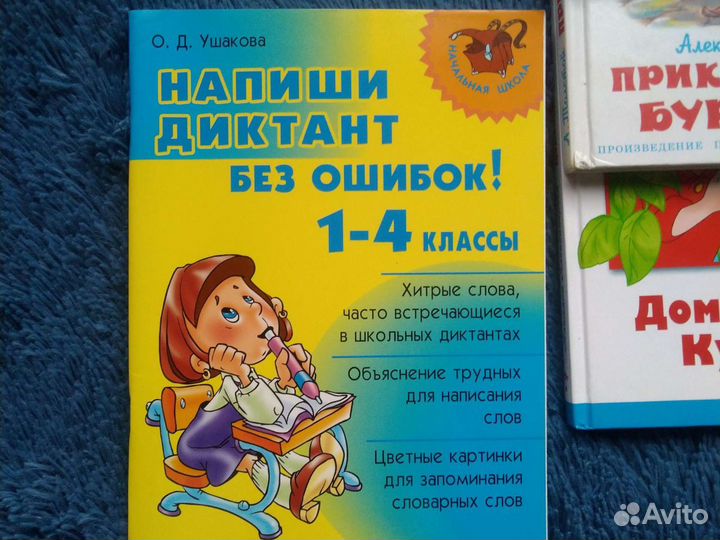 О. Д. Ушакова
НАЧАЛЬНАЯ ШКОЛА
НАПИШИ
ДИКТАНТ
БЕЗ ОШИБОК!
1-4 КЛАССЫ
Хитрые слова,
часто встречающиеся
в школьных диктантах
Объяснение трудных
для написания
слов
Цветные картинки
для запоминания
словарных слов
Алек
ПРИК
БУ
ПРОИЗВЕДЕНИЕ П
Дом
Ку
Avito